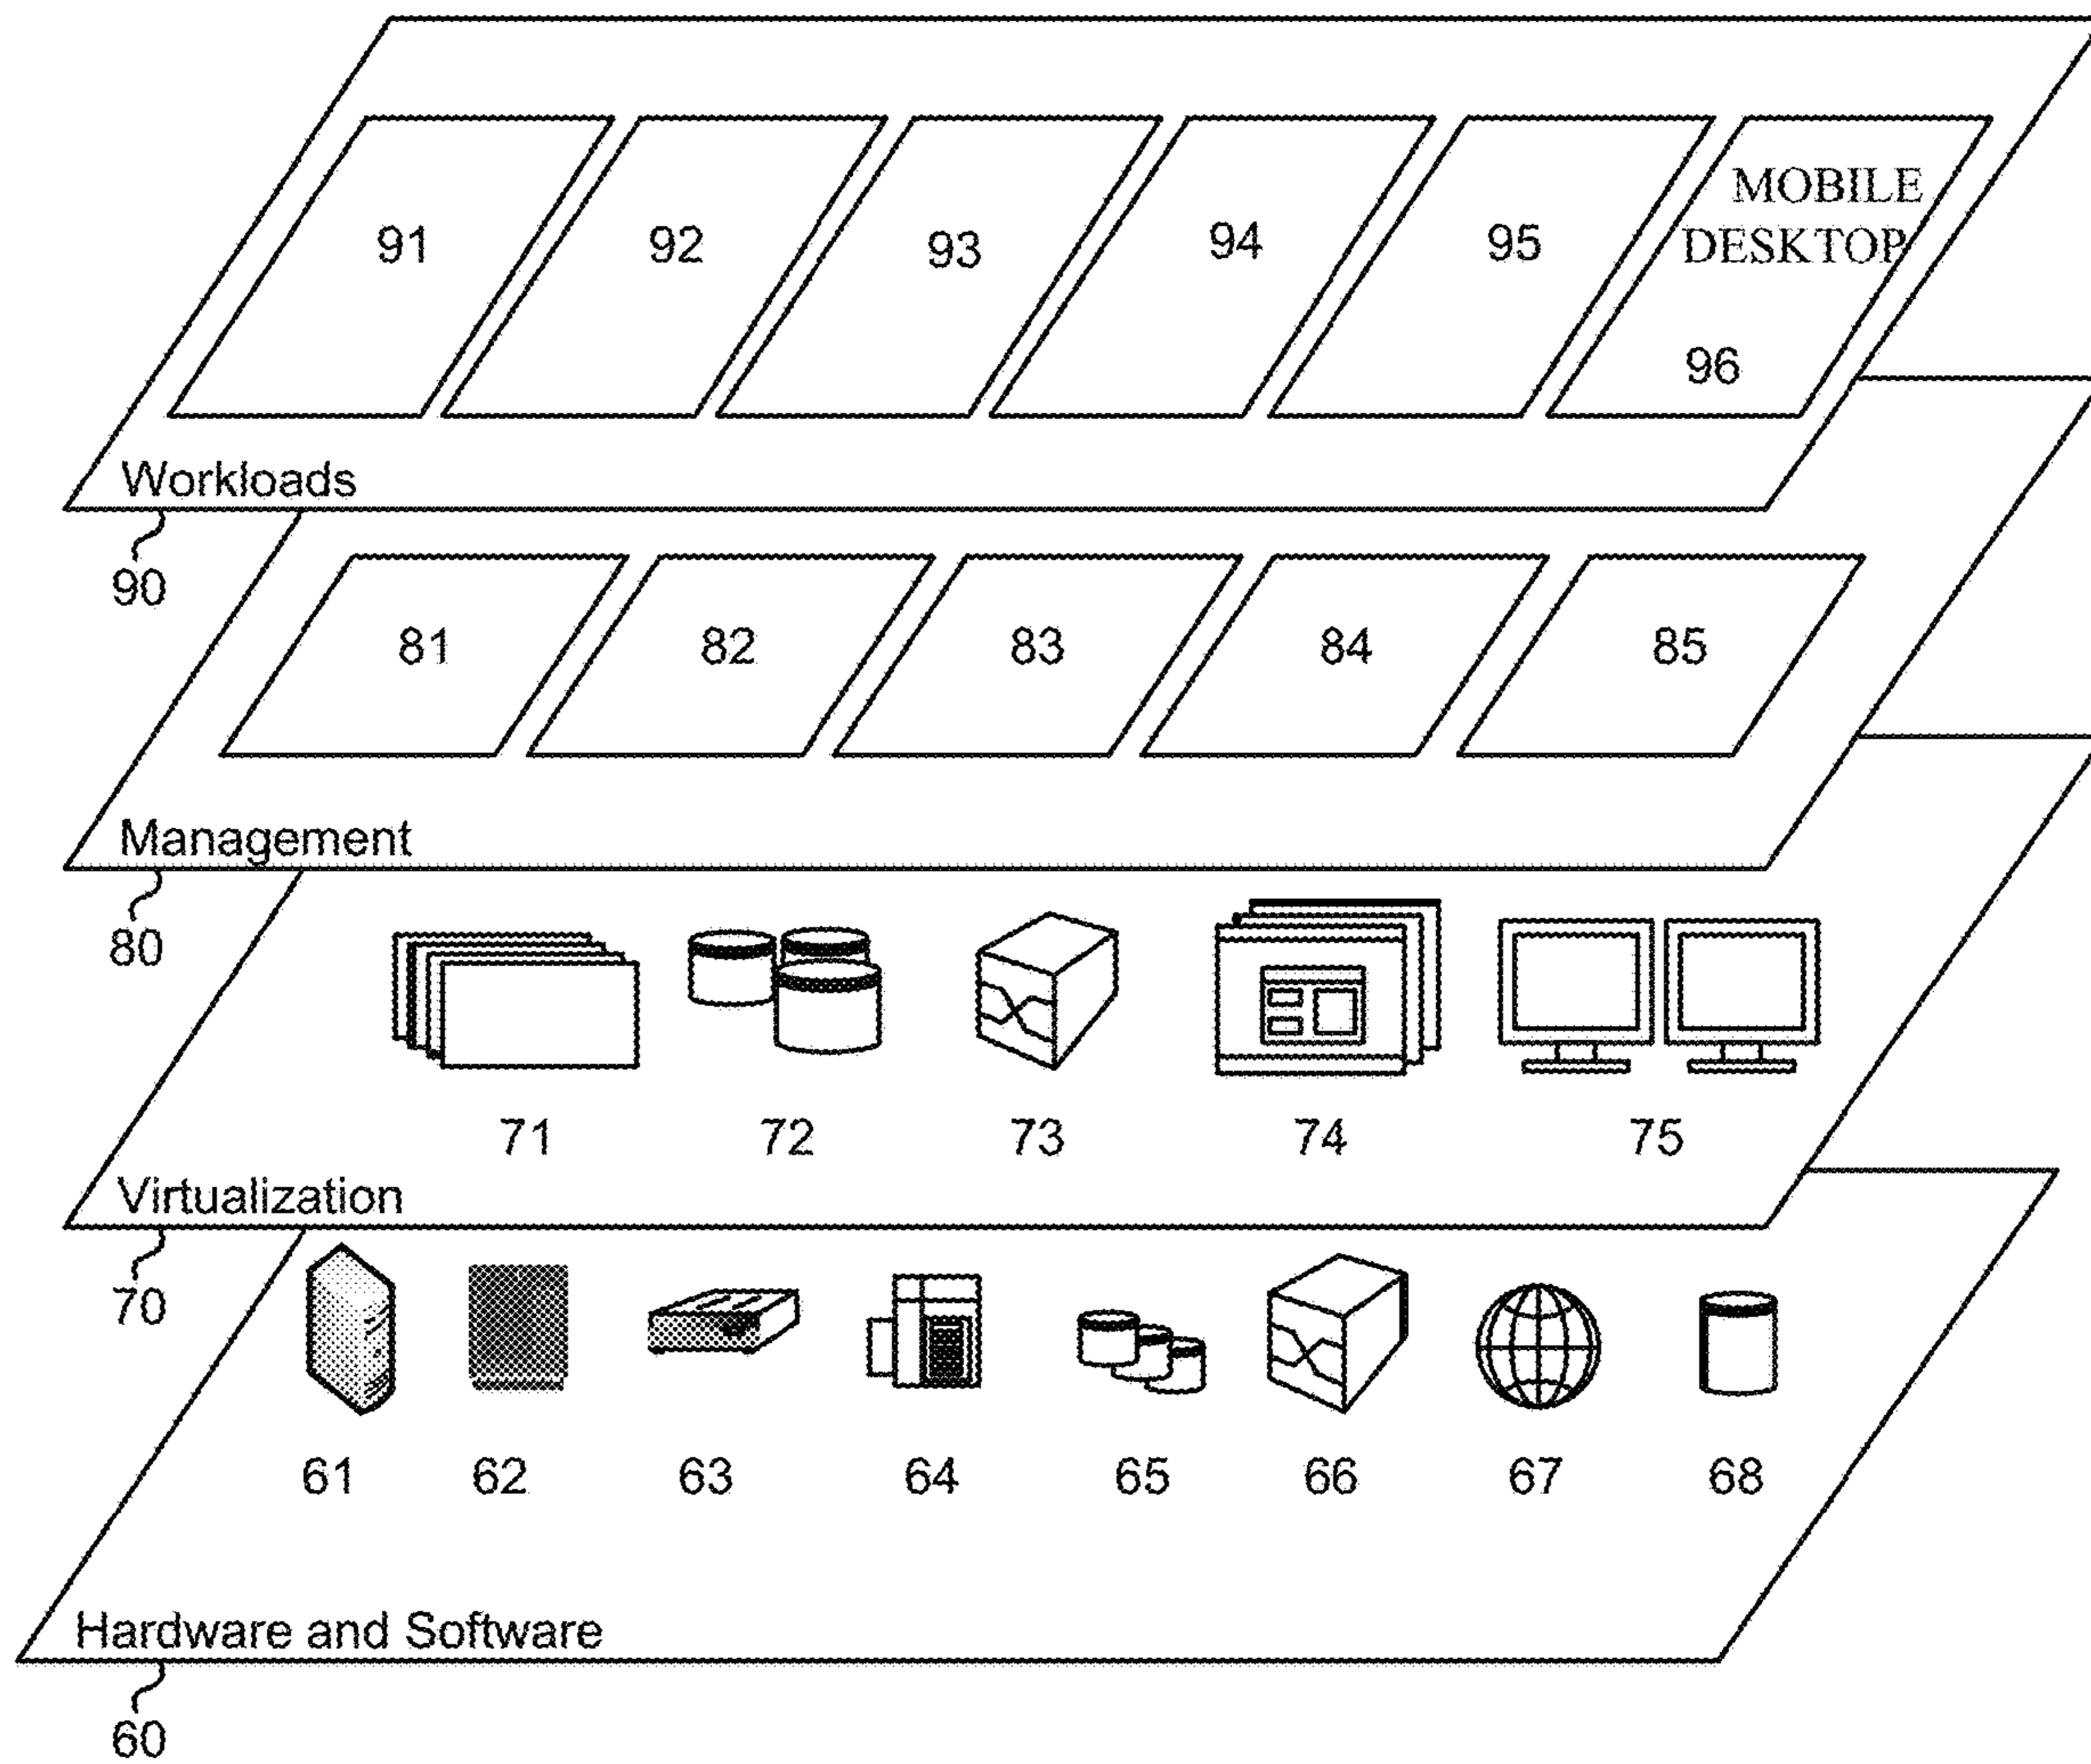 MOBILE
DESKTOP
91 92 93 94 95
96
Workloads
90
81 82 83 84 85
Management
80
71 72 73 74 75
Virtualization
70
61 62 63 64 65 66 67 68
Hardware and Software
60